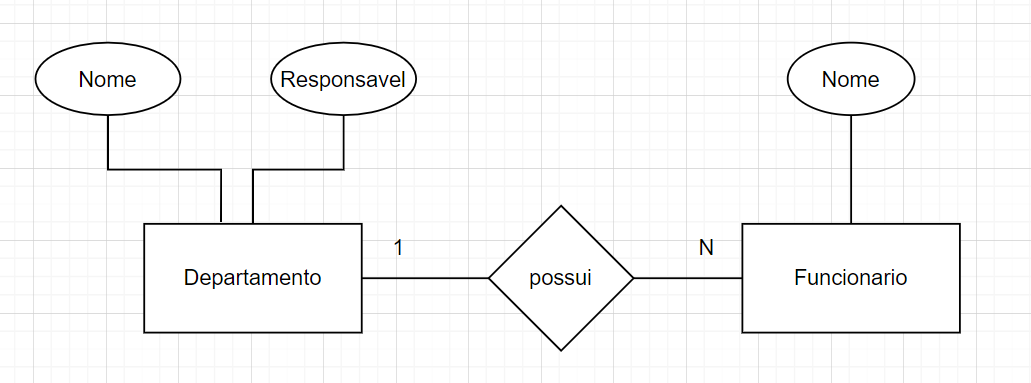 Nome
Responsavel
Nome
1
N
Departamento
possui
Funcionario